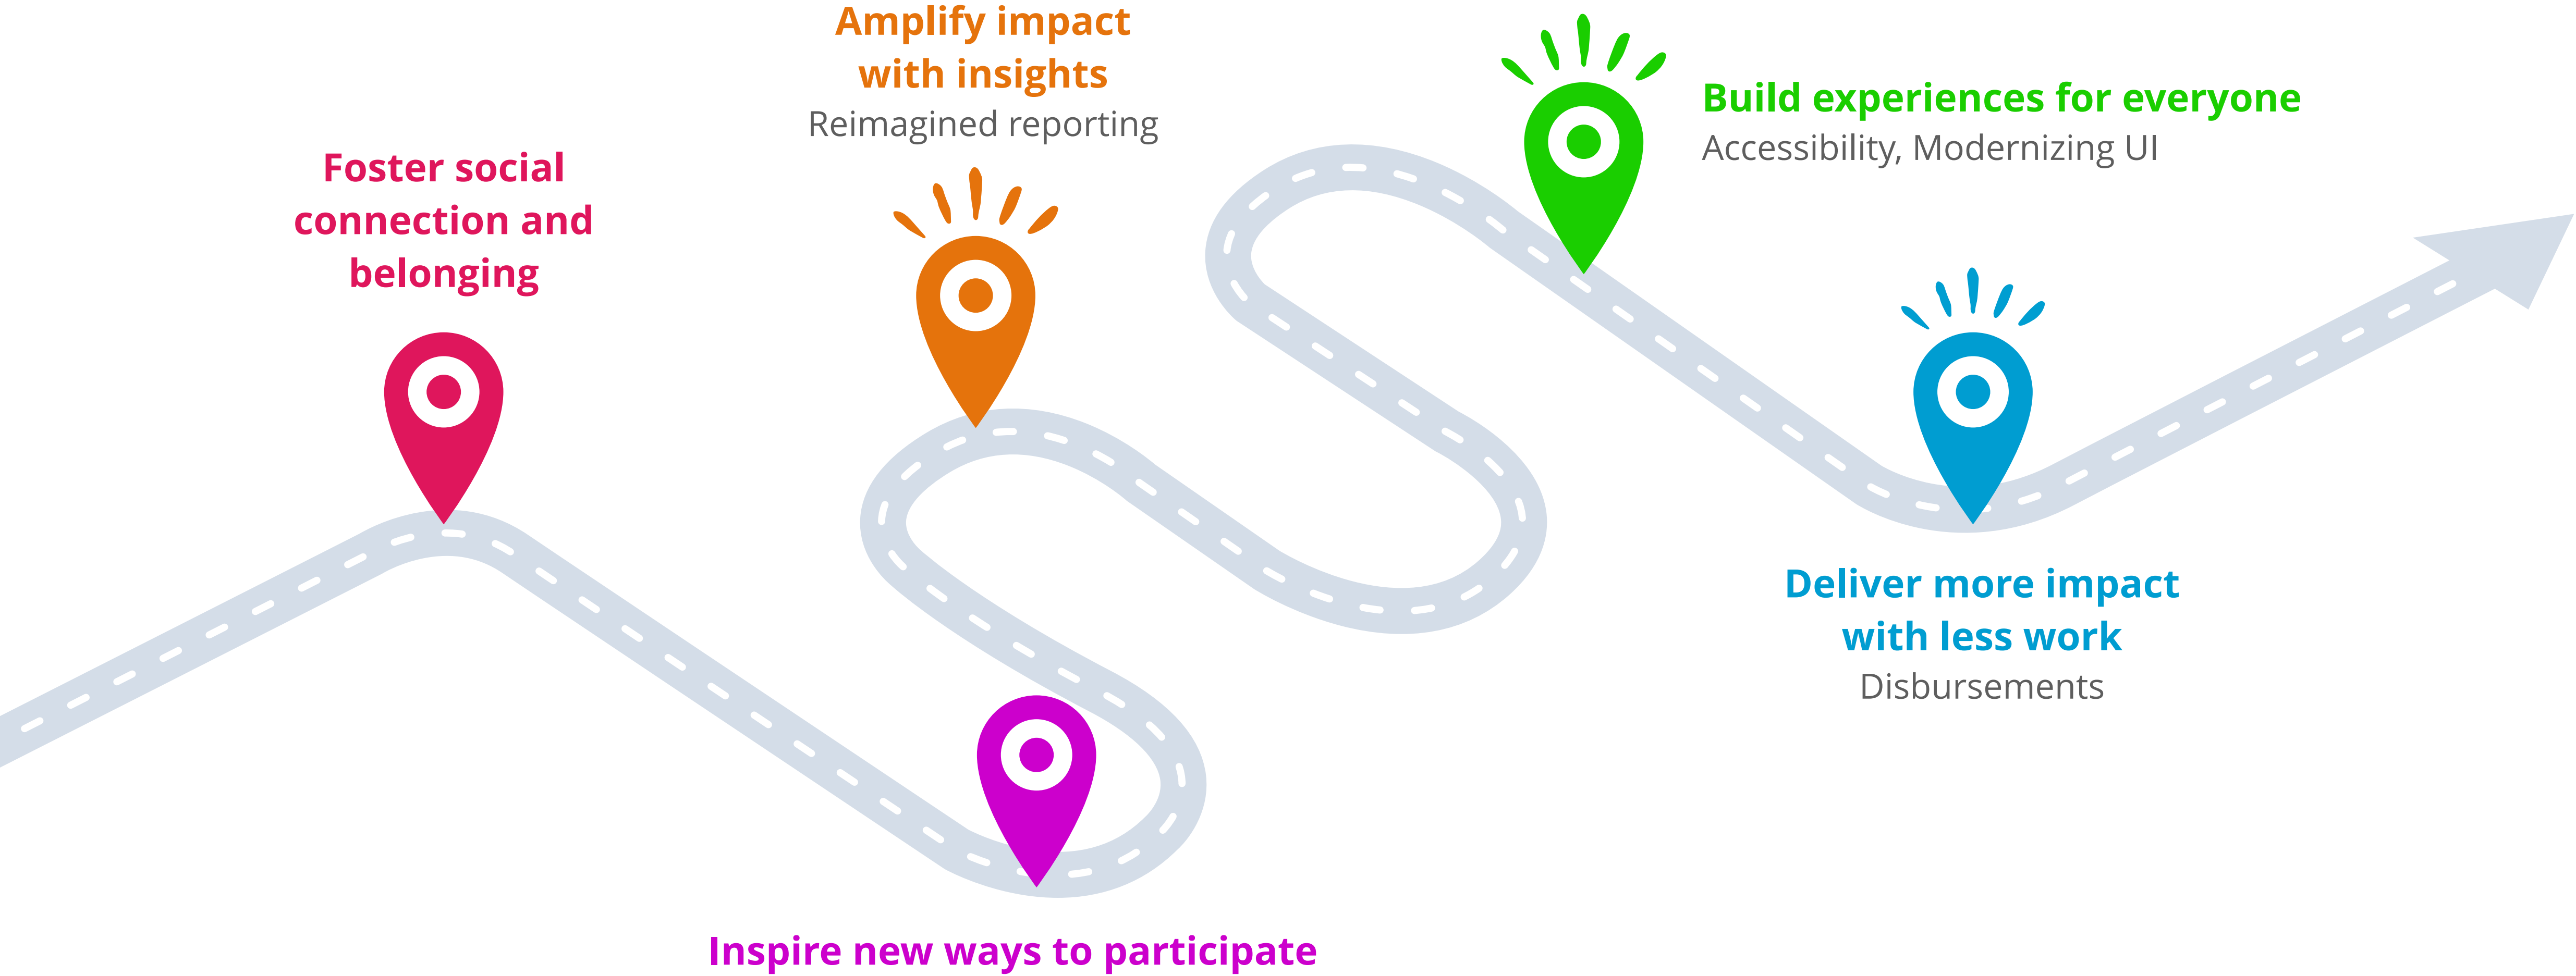 Foster social
connection and
belonging
Amplify impact
with insights
Reimagined reporting
Build experiences for everyone
Accessibility, Modernizing UI
Deliver more impact
with less work
Disbursements
Inspire new ways to participate